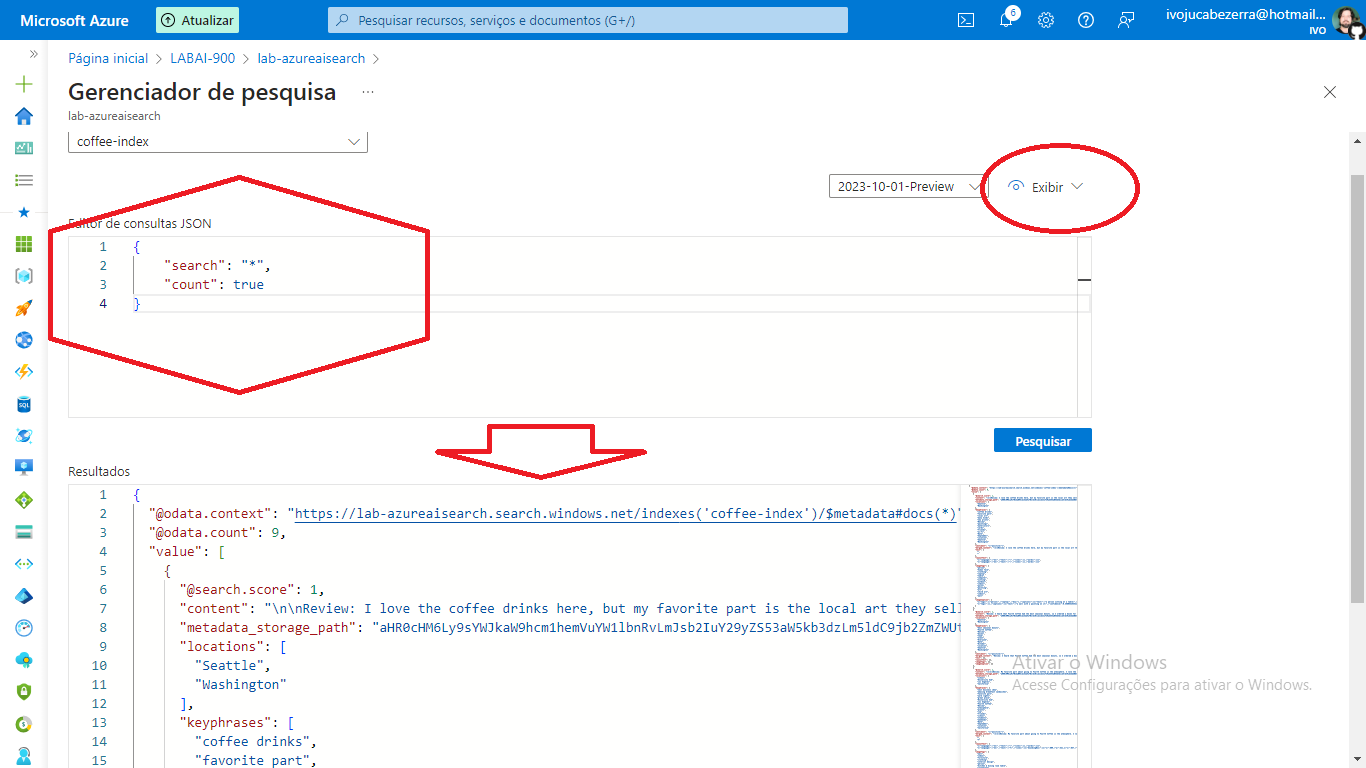 Microsoft Azure
Atualizar
Pesquisar recursos, serviços e documentos (G+/)
6
ivojucabezerra@hotmail...
IVO
Página inicial > LABAI-900 > lab-azureaisearch >
Gerenciador de pesquisa ...
lab-azureaisearch
coffee-index
2023-10-01-Preview
Exibir
Editor de consultas JSON
1 {
2 "search": "*",
3 "count": true
4 }
Pesquisar
Resultados
1 {
2 "@odata.context": "https://lab-azureaisearch.search.windows.net/indexes('coffee-index')/$metadata#docs(*)"
3 "@odata.count": 9,
4 "value": [
5 {
6 "@search.score": 1,
7 "content": "\n\nReview: I love the coffee drinks here, but my favorite part is the local art they sell
8 "metadata_storage_path":
9 "locations": [
10 "Seattle",
11 "Washington"
12 ],
13 "keyphrases": [
14 "coffee drinks",
15 "favorite part",
Ativar o Windows
Acesse Configurações para ativar o Windows.